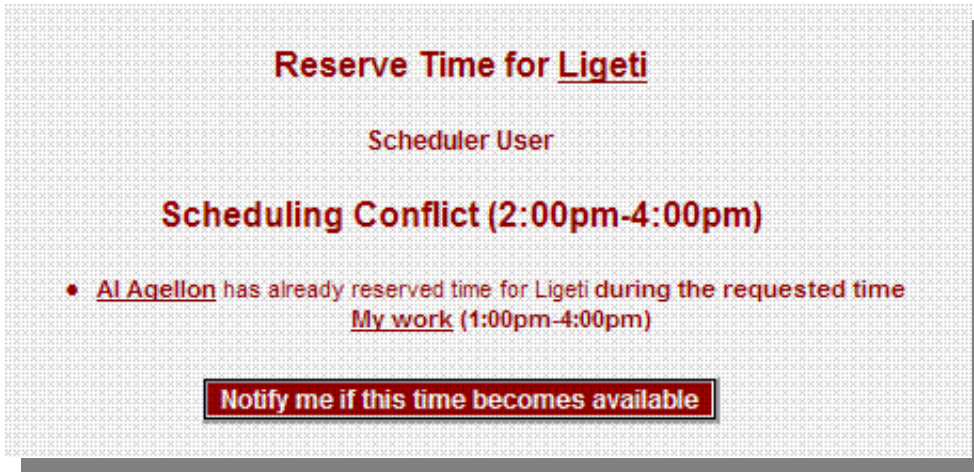 Reserve Time for Ligeti
Scheduler User
Scheduling Conflict (2:00pm-4:00pm)
• Al Aqellon has already reserved time for Ligeti during the requested time
My work (1:00pm-4:00pm)
Notify me if this time becomes available